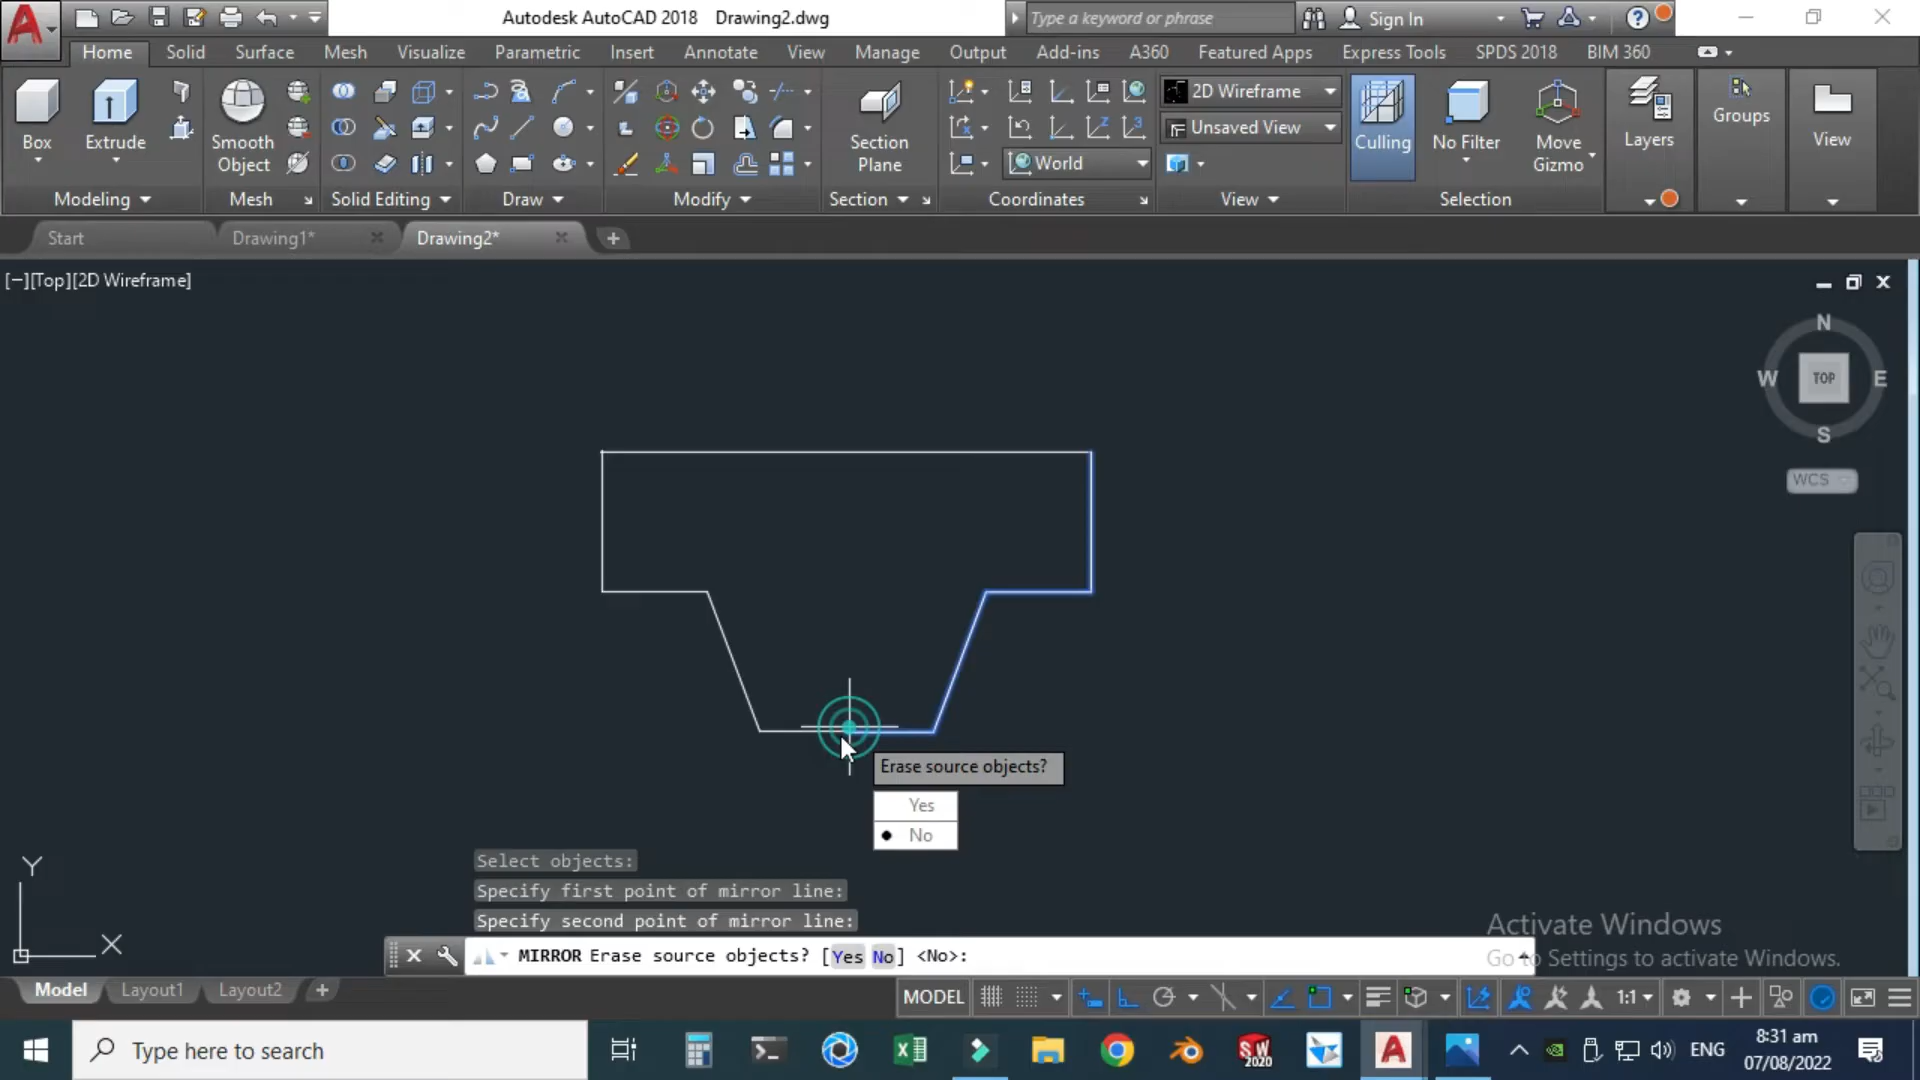 Autodesk AutoCAD 2018 Drawing2.dwg
Type a keyword or phrase
Sign In
Home Solid Surface Mesh Visualize Parametric Insert Annotate View Manage Output Add-ins A360 Featured Apps Express Tools SPDS 2018 BIM 360
Box
Extrude
Smooth
Object
Section
Plane
World
2D Wireframe
Unsaved View
Culling
No Filter
Move
Gizmo
Layers
Groups
View
Modeling Mesh Solid Editing Draw Modify Section Coordinates View Selection
Start Drawing1* Drawing2*
[−][Top][2D Wireframe]
N
W TOP E
S
WCS
Erase source objects?
Yes
No
Y
X
Select objects:
Specify first point of mirror line:
Specify second point of mirror line:
MIRROR Erase source objects? [Yes No] <No>:
Activate Windows
Go to Settings to activate Windows.
Model Layout1 Layout2
MODEL 1:1
Type here to search
SW
2020
ENG
8:31 am
07/08/2022